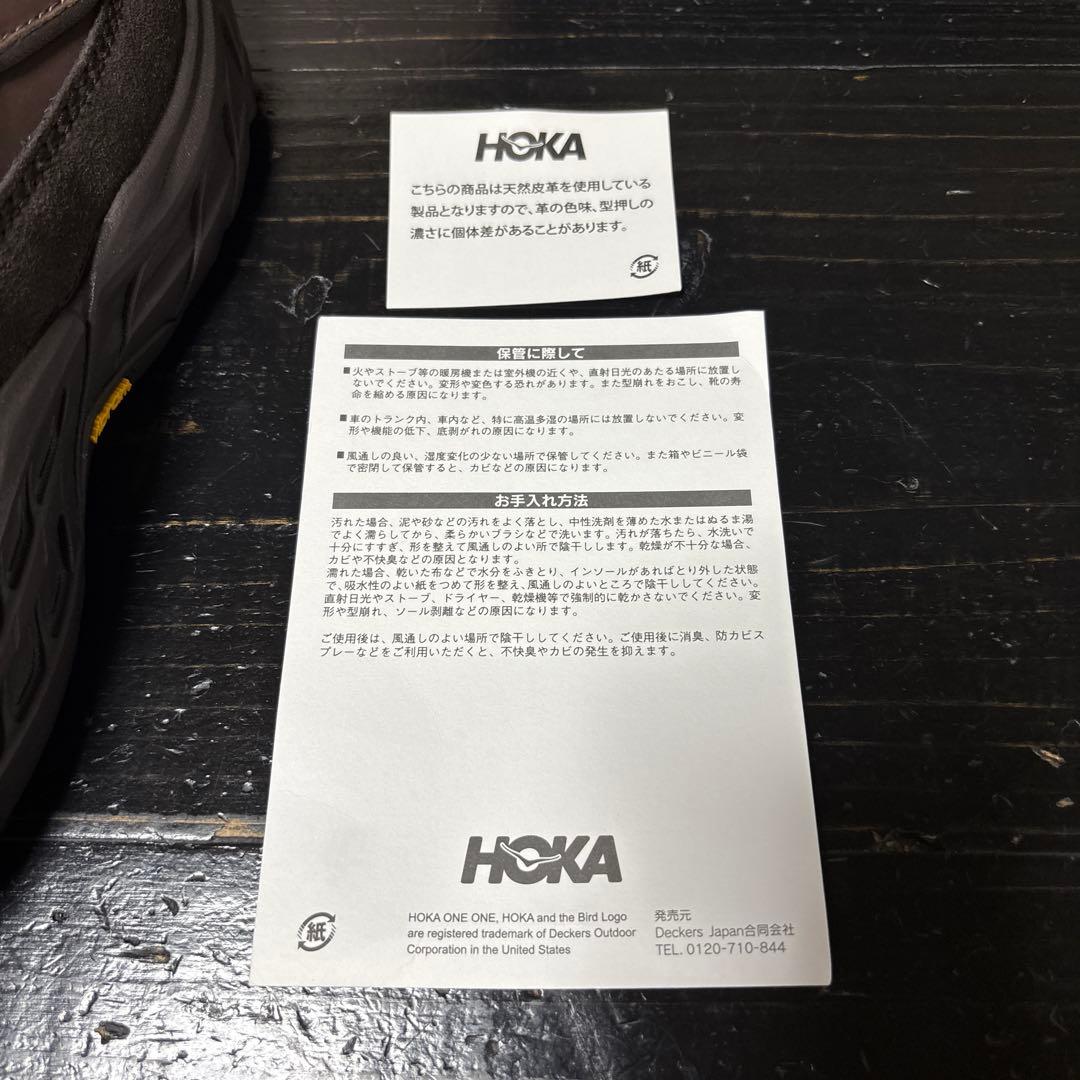 HOKA
こちらの商品は天然皮革を使用している
製品となりますので、革の色味、型押しの
濃さに個体差があることがあります。
紙
保管に際して
■火やストーブ等の暖房機または室外機の近くや、直射日光のあたる場所に放置し
ないでください。変形や変色する恐れがあります。また型崩れをおこし、靴の寿
命を縮める原因になります。
■車のトランク内、車内など、特に高温多湿の場所には放置しないでください。変
形や機能の低下、底剥がれの原因になります。
■風通しの良い、湿度変化の少ない場所で保管してください。また箱やビニール袋
で密閉して保管すると、カビなどの原因になります。
お手入れ方法
汚れた場合、泥や砂などの汚れをよく落とし、中性洗剤を薄めた水またはぬるま湯
でよく濡らしてから、柔らかいブラシなどで洗います。汚れが落ちたら、水洗いで
十分にすすぎ、形を整えて風通しのよい所で陰干しします。乾燥が不十分な場合、
カビや不快臭などの原因となります。
濡れた場合、乾いた布などで水分をふきとり、インソールがあればとり外した状態
で、吸水性のよい紙をつめて形を整え、風通しのよいところで陰干ししてください。
直射日光やストーブ、ドライヤー、乾燥機等で強制的に乾かさないでください。変
形や型崩れ、ソール剥離などの原因になります。
ご使用後は、風通しのよい場所で陰干ししてください。ご使用後に消臭、防カビス
プレーなどをご利用いただくと、不快臭やカビの発生を抑えます。
HOKA
紙
HOKA ONE ONE, HOKA and the Bird Logo
are registered trademark of Deckers Outdoor
Corporation in the United States
発売元
Deckers Japan合同会社
TEL. 0120-710-844